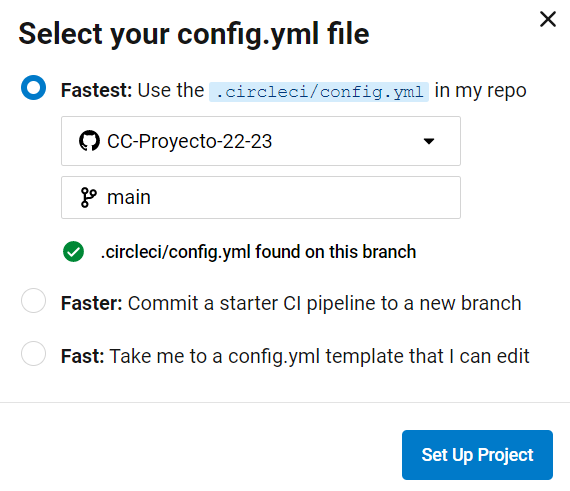 Select your config.yml file
Fastest: Use the .circleci/config.yml in my repo
CC-Proyecto-22-23
main
.circleci/config.yml found on this branch
Faster: Commit a starter CI pipeline to a new branch
Fast: Take me to a config.yml template that I can edit
Set Up Project